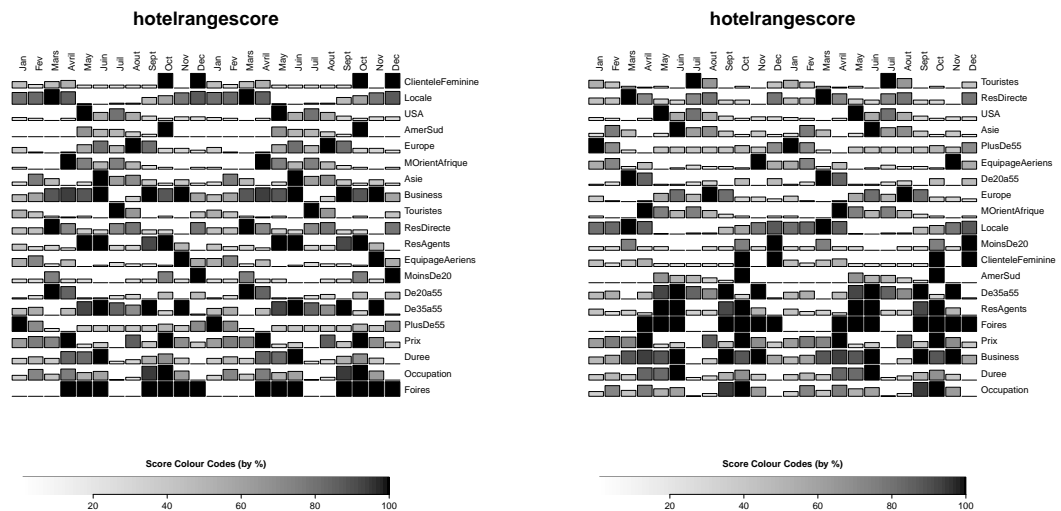 hotelrangescore
Jan Fev Mars Avril May Juin Juil Aout Sept Oct Nov Dec Jan Fev Mars Avril May Juin Juil Aout Sept Oct Nov Dec
ClienteleFeminine
Locale
USA
AmerSud
Europe
MOrientAfrique
Asie
Business
Touristes
ResDirecte
ResAgents
EquipageAeriens
MoinsDe20
De20a55
De35a55
PlusDe55
Prix
Duree
Occupation
Foires
Score Colour Codes (by %)
20 40 60 80 100
hotelrangescore
Jan Fev Mars Avril May Juin Juil Aout Sept Oct Nov Dec Jan Fev Mars Avril May Juin Juil Aout Sept Oct Nov Dec
Touristes
ResDirecte
USA
Asie
PlusDe55
EquipageAeriens
De20a55
Europe
MOrientAfrique
Locale
MoinsDe20
ClienteleFeminine
AmerSud
De35a55
ResAgents
Foires
Prix
Business
Duree
Occupation
Score Colour Codes (by %)
20 40 60 80 100